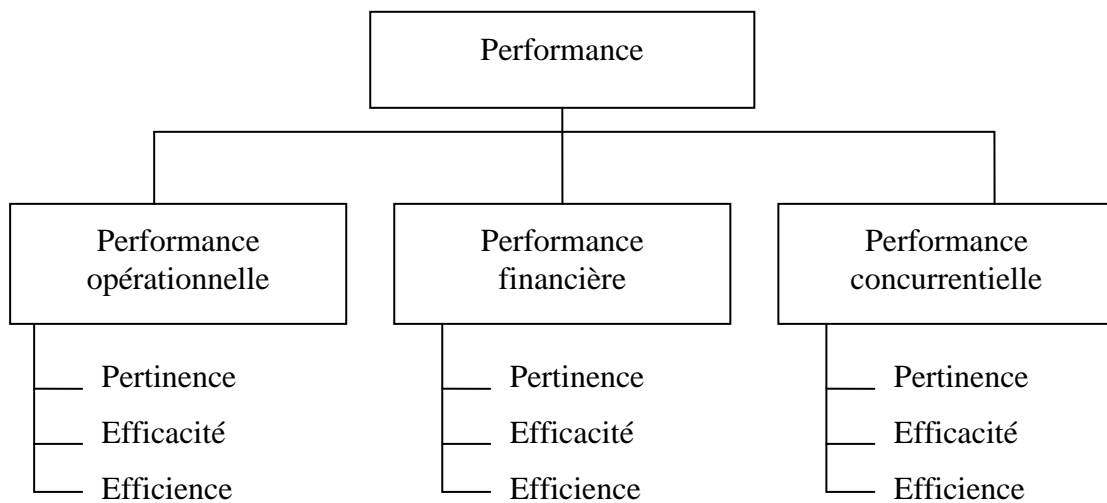 Performance
Performance
opérationnelle
Performance
financière
Performance
concurrentielle
Pertinence
Efficacité
Efficience
Pertinence
Efficacité
Efficience
Pertinence
Efficacité
Efficience